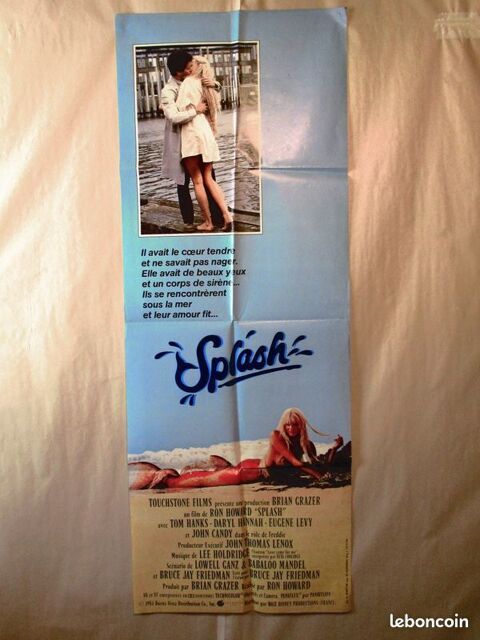 Il avait le cœur tendre
et ne savait pas nager.
Elle avait de beaux yeux
et un corps de sirène...
Ils se rencontrèrent
sous la mer
et leur amour fit...
Splash
TOUCHSTONE FILMS présente une production BRIAN GRAZER
un film de RON HOWARD "SPLASH"
avec TOM HANKS - DARYL HANNAH - EUGENE LEVY
et JOHN CANDY dans le rôle de Freddie
Producteur Exécutif JOHN THOMAS LENOX
Musique de LEE HOLDRIDGE
Scénario de LOWELL GANZ & BABALOO MANDEL
et BRUCE JAY FRIEDMAN BRUCE JAY FRIEDMAN
Produit par BRIAN GRAZER Réalisé par RON HOWARD
leboncoin